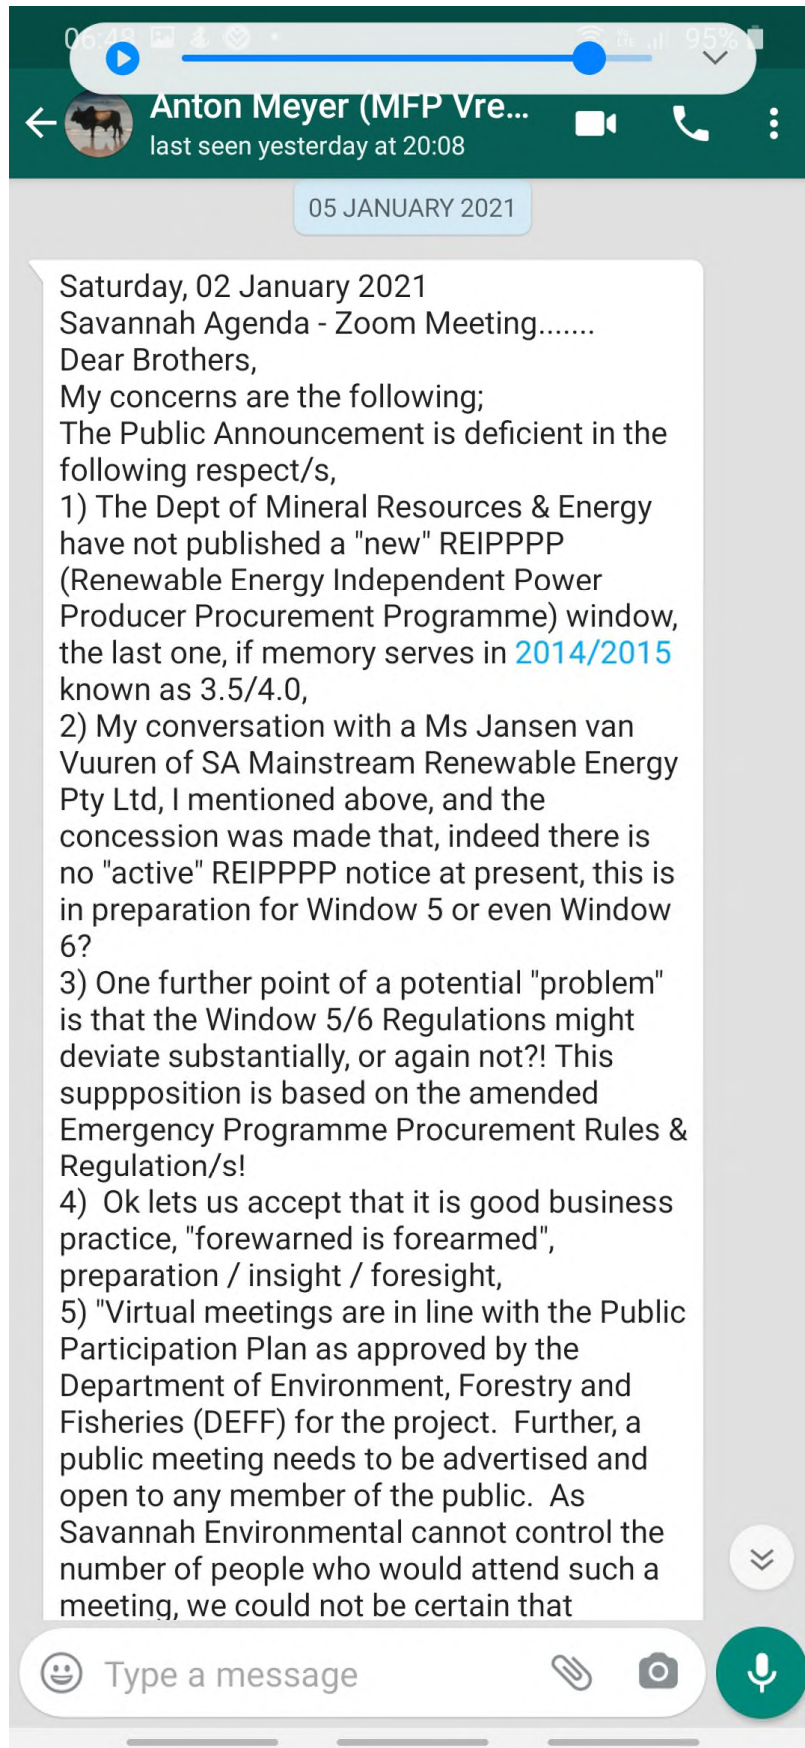 06:48
95%
Anton Meyer (MFP Vre...
last seen yesterday at 20:08
05 JANUARY 2021
Saturday, 02 January 2021
Savannah Agenda - Zoom Meeting.......
Dear Brothers,
My concerns are the following;
The Public Announcement is deficient in the
following respect/s,
1) The Dept of Mineral Resources & Energy
have not published a "new" REIPPPP
(Renewable Energy Independent Power
Producer Procurement Programme) window,
the last one, if memory serves in 2014/2015
known as 3.5/4.0,
2) My conversation with a Ms Jansen van
Vuuren of SA Mainstream Renewable Energy
Pty Ltd, I mentioned above, and the
concession was made that, indeed there is
no "active" REIPPPP notice at present, this is
in preparation for Window 5 or even Window
6?
3) One further point of a potential "problem"
is that the Window 5/6 Regulations might
deviate substantially, or again not?! This
suppposition is based on the amended
Emergency Programme Procurement Rules &
Regulation/s!
4)  Ok lets us accept that it is good business
practice, "forewarned is forearmed",
preparation / insight / foresight,
5) "Virtual meetings are in line with the Public
Participation Plan as approved by the
Department of Environment, Forestry and
Fisheries (DEFF) for the project.  Further, a
public meeting needs to be advertised and
open to any member of the public.  As
Savannah Environmental cannot control the
number of people who would attend such a
meeting, we could not be certain that
Type a message